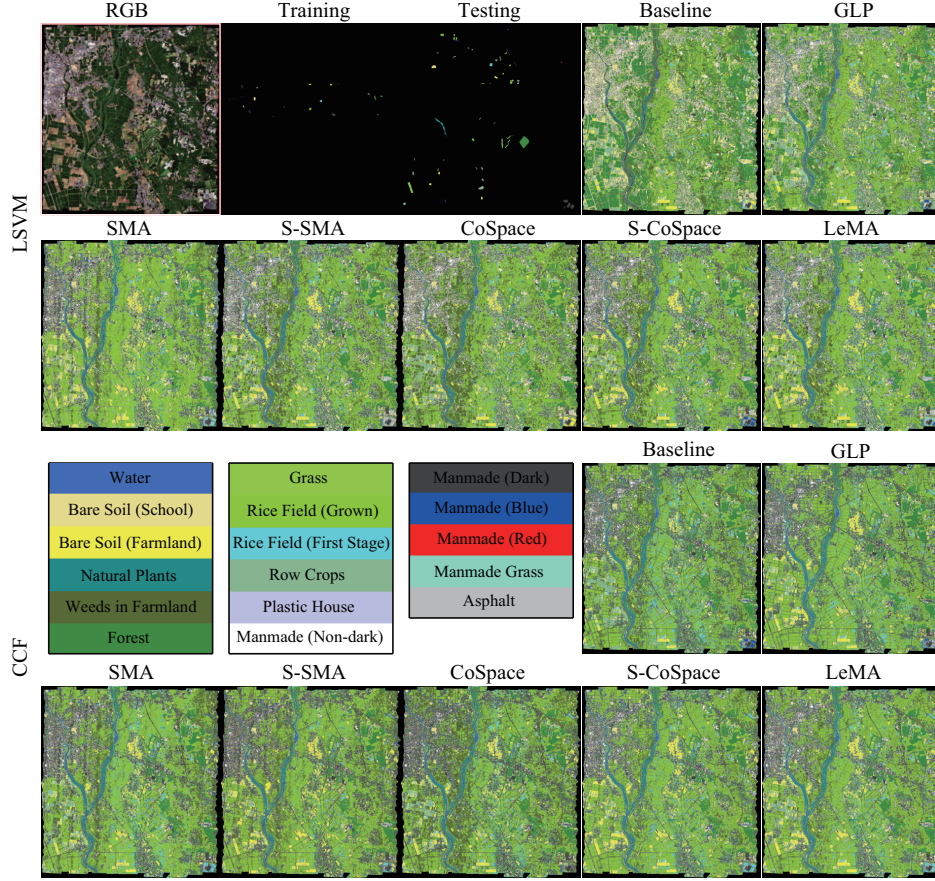 RGB
Training
Testing
Baseline
GLP
LSVM
SMA
S-SMA
CoSpace
S-CoSpace
LeMA
Baseline
GLP
Water
Bare Soil (School)
Bare Soil (Farmland)
Natural Plants
Weeds in Farmland
Forest
Grass
Rice Field (Grown)
Rice Field (First Stage)
Row Crops
Plastic House
Manmade (Non-dark)
Manmade (Dark)
Manmade (Blue)
Manmade (Red)
Manmade Grass
Asphalt
CCF
SMA
S-SMA
CoSpace
S-CoSpace
LeMA